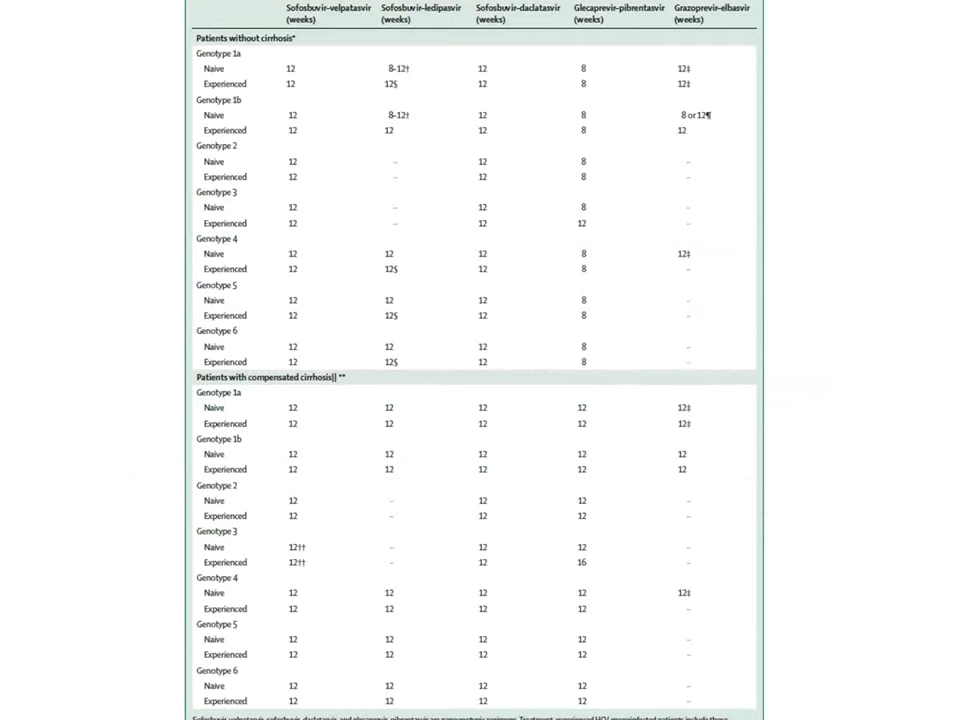 Sofosbuvir-velpatasvir (weeks) Sofosbuvir-ledipasvir (weeks) Sofosbuvir-daclatasvir (weeks) Glecaprevir-pibrentasvir (weeks) Grazoprevir-elbasvir (weeks)
Patients without cirrhosis*
Genotype 1a
Naive 12 8–12† 12 8 12‡
Experienced 12 12§ 12 8 12‡
Genotype 1b
Naive 12 8–12† 12 8 8 or 12¶
Experienced 12 12 12 8 12
Genotype 2
Naive 12 – 12 8 –
Experienced 12 – 12 8 –
Genotype 3
Naive 12 – 12 8 –
Experienced 12 – 12 12 –
Genotype 4
Naive 12 12 12 8 12‡
Experienced 12 12§ 12 8 –
Genotype 5
Naive 12 12 12 8 –
Experienced 12 12§ 12 8 –
Genotype 6
Naive 12 12 12 8 –
Experienced 12 12§ 12 8 –
Patients with compensated cirrhosis|| **
Genotype 1a
Naive 12 12 12 12 12‡
Experienced 12 12 12 12 12‡
Genotype 1b
Naive 12 12 12 12 12
Experienced 12 12 12 12 12
Genotype 2
Naive 12 – 12 12 –
Experienced 12 – 12 12 –
Genotype 3
Naive 12†† – 12 12 –
Experienced 12†† – 12 16 –
Genotype 4
Naive 12 12 12 12 12‡
Experienced 12 12 12 12 –
Genotype 5
Naive 12 12 12 12 –
Experienced 12 12 12 12 –
Genotype 6
Naive 12 12 12 12 –
Experienced 12 12 12 12 –